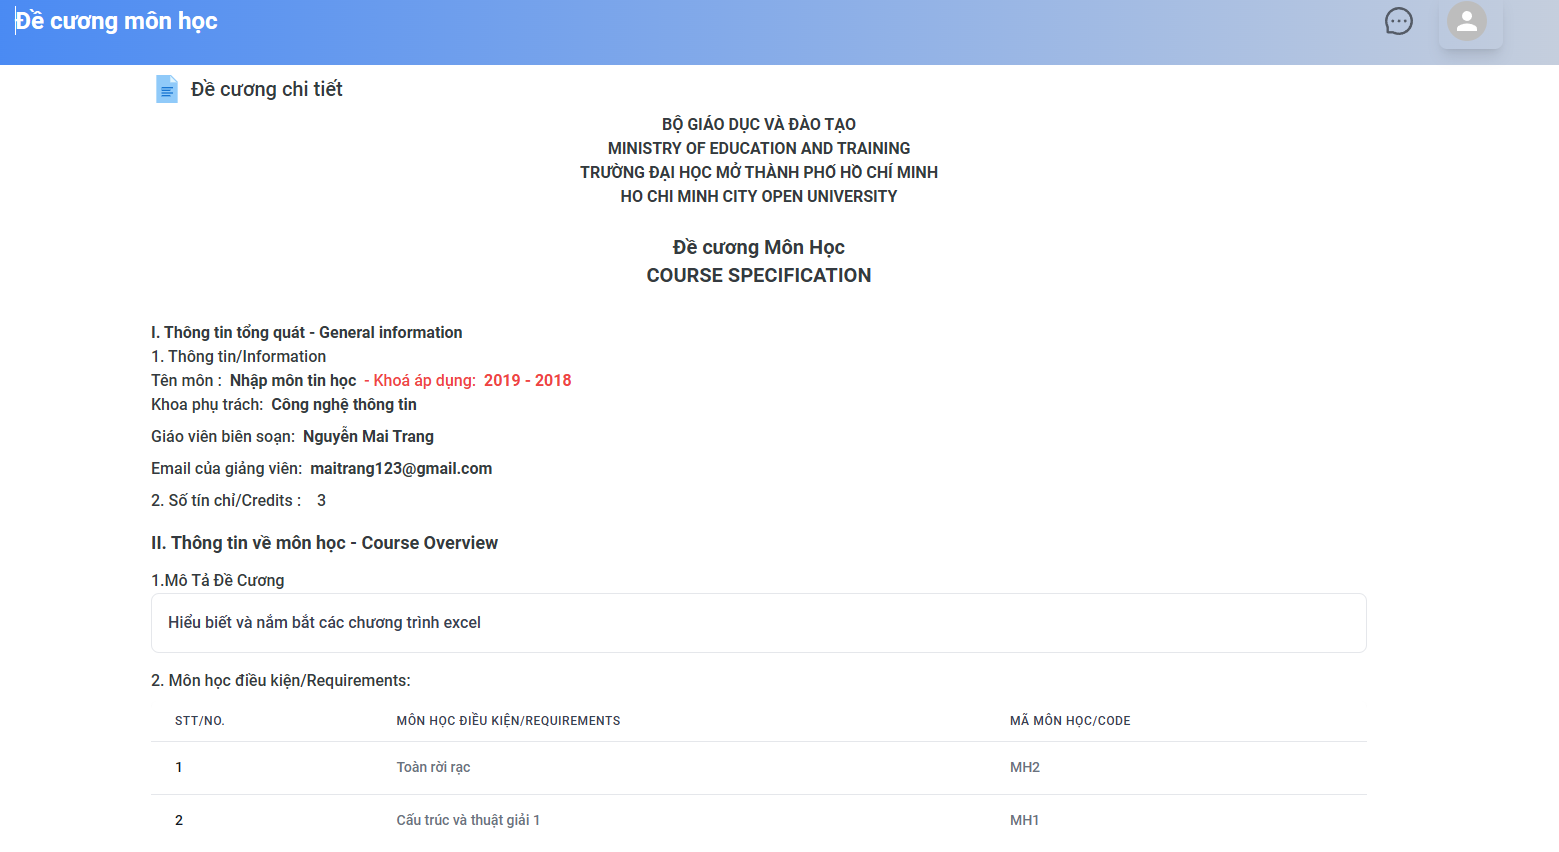 Đề cương môn học
Đề cương chi tiết
BỘ GIÁO DỤC VÀ ĐÀO TẠO
MINISTRY OF EDUCATION AND TRAINING
TRƯỜNG ĐẠI HỌC MỞ THÀNH PHỐ HỒ CHÍ MINH
HO CHI MINH CITY OPEN UNIVERSITY
Đề cương Môn Học
COURSE SPECIFICATION
I. Thông tin tổng quát - General information
1. Thông tin/Information
Tên môn : Nhập môn tin học - Khoá áp dụng: 2019 - 2018
Khoa phụ trách: Công nghệ thông tin
Giáo viên biên soạn: Nguyễn Mai Trang
Email của giảng viên: maitrang123@gmail.com
2. Số tín chỉ/Credits : 3
II. Thông tin về môn học - Course Overview
1.Mô Tả Đề Cương
Hiểu biết và nắm bắt các chương trình excel
2. Môn học điều kiện/Requirements:
STT/NO. MÔN HỌC ĐIỀU KIỆN/REQUIREMENTS MÃ MÔN HỌC/CODE
1 Toàn rời rạc MH2
2 Cấu trúc và thuật giải 1 MH1